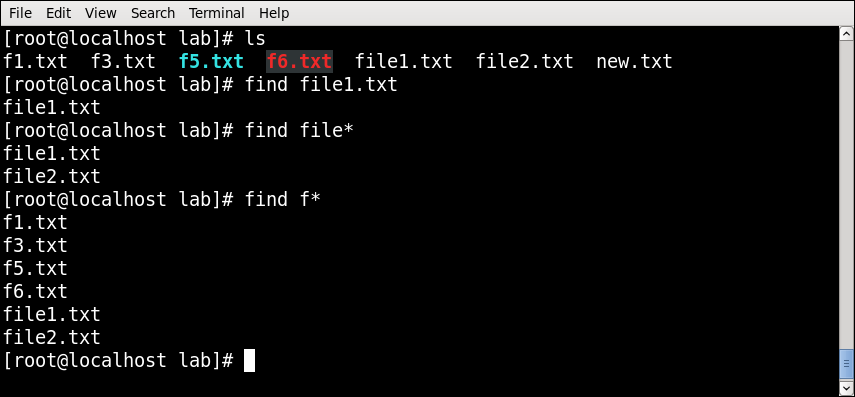 File Edit View Search Terminal Help
[root@localhost lab]# ls
f1.txt  f3.txt  f5.txt  f6.txt  file1.txt  file2.txt  new.txt
[root@localhost lab]# find file1.txt
file1.txt
[root@localhost lab]# find file*
file1.txt
file2.txt
[root@localhost lab]# find f*
f1.txt
f3.txt
f5.txt
f6.txt
file1.txt
file2.txt
[root@localhost lab]#